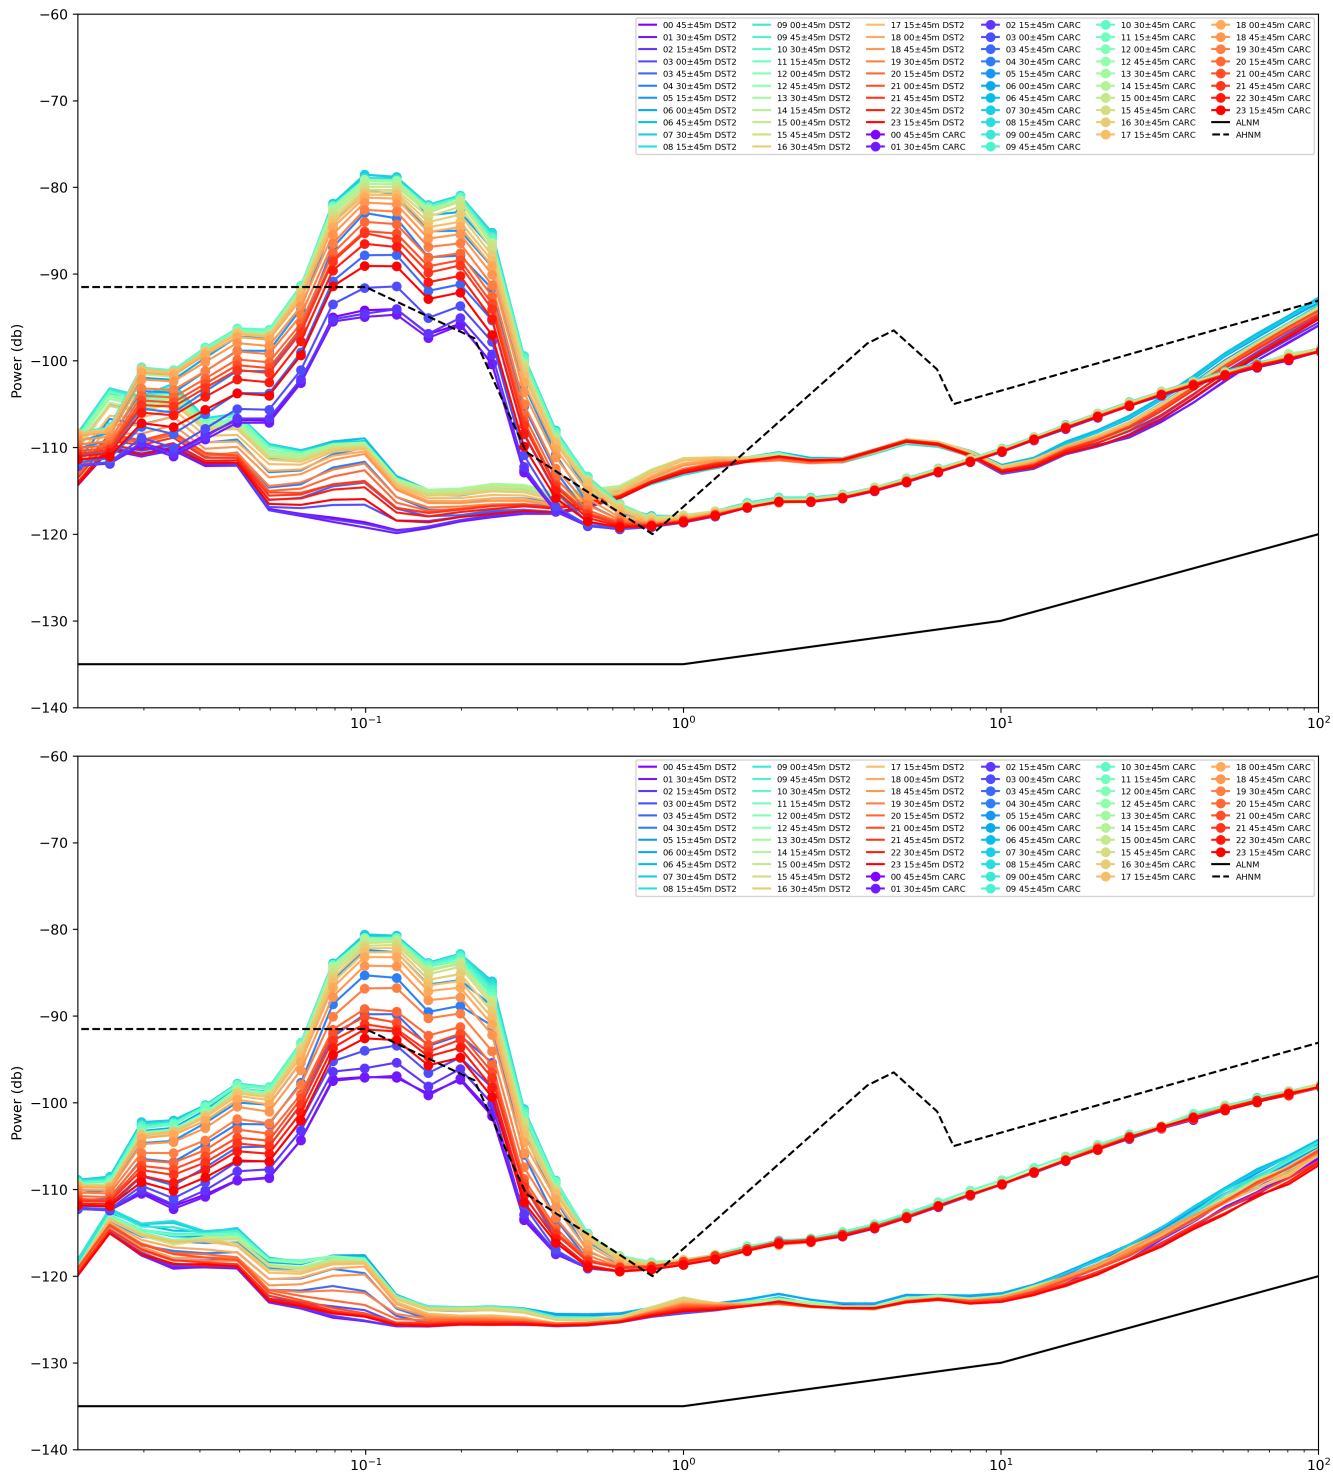 −60
−70
−80
−90
−100
−110
−120
−130
−140
Power (db)
00 45±45m DST2
01 30±45m DST2
02 15±45m DST2
03 00±45m DST2
03 45±45m DST2
04 30±45m DST2
05 15±45m DST2
06 00±45m DST2
06 45±45m DST2
07 30±45m DST2
08 15±45m DST2
09 00±45m DST2
09 45±45m DST2
10 30±45m DST2
11 15±45m DST2
12 00±45m DST2
12 45±45m DST2
13 30±45m DST2
14 15±45m DST2
15 00±45m DST2
15 45±45m DST2
16 30±45m DST2
17 15±45m DST2
18 00±45m DST2
18 45±45m DST2
19 30±45m DST2
20 15±45m DST2
21 00±45m DST2
21 45±45m DST2
22 30±45m DST2
23 15±45m DST2
00 45±45m CARC
01 30±45m CARC
02 15±45m CARC
03 00±45m CARC
03 45±45m CARC
04 30±45m CARC
05 15±45m CARC
06 00±45m CARC
06 45±45m CARC
07 30±45m CARC
08 15±45m CARC
09 00±45m CARC
09 45±45m CARC
10 30±45m CARC
11 15±45m CARC
12 00±45m CARC
12 45±45m CARC
13 30±45m CARC
14 15±45m CARC
15 00±45m CARC
15 45±45m CARC
16 30±45m CARC
17 15±45m CARC
18 00±45m CARC
18 45±45m CARC
19 30±45m CARC
20 15±45m CARC
21 00±45m CARC
21 45±45m CARC
22 30±45m CARC
23 15±45m CARC
ALNM
AHNM
10⁻¹
10⁰
10¹
10²
−60
−70
−80
−90
−100
−110
−120
−130
−140
Power (db)
00 45±45m DST2
01 30±45m DST2
02 15±45m DST2
03 00±45m DST2
03 45±45m DST2
04 30±45m DST2
05 15±45m DST2
06 00±45m DST2
06 45±45m DST2
07 30±45m DST2
08 15±45m DST2
09 00±45m DST2
09 45±45m DST2
10 30±45m DST2
11 15±45m DST2
12 00±45m DST2
12 45±45m DST2
13 30±45m DST2
14 15±45m DST2
15 00±45m DST2
15 45±45m DST2
16 30±45m DST2
17 15±45m DST2
18 00±45m DST2
18 45±45m DST2
19 30±45m DST2
20 15±45m DST2
21 00±45m DST2
21 45±45m DST2
22 30±45m DST2
23 15±45m DST2
00 45±45m CARC
01 30±45m CARC
02 15±45m CARC
03 00±45m CARC
03 45±45m CARC
04 30±45m CARC
05 15±45m CARC
06 00±45m CARC
06 45±45m CARC
07 30±45m CARC
08 15±45m CARC
09 00±45m CARC
09 45±45m CARC
10 30±45m CARC
11 15±45m CARC
12 00±45m CARC
12 45±45m CARC
13 30±45m CARC
14 15±45m CARC
15 00±45m CARC
15 45±45m CARC
16 30±45m CARC
17 15±45m CARC
18 00±45m CARC
18 45±45m CARC
19 30±45m CARC
20 15±45m CARC
21 00±45m CARC
21 45±45m CARC
22 30±45m CARC
23 15±45m CARC
ALNM
AHNM
10⁻¹
10⁰
10¹
10²